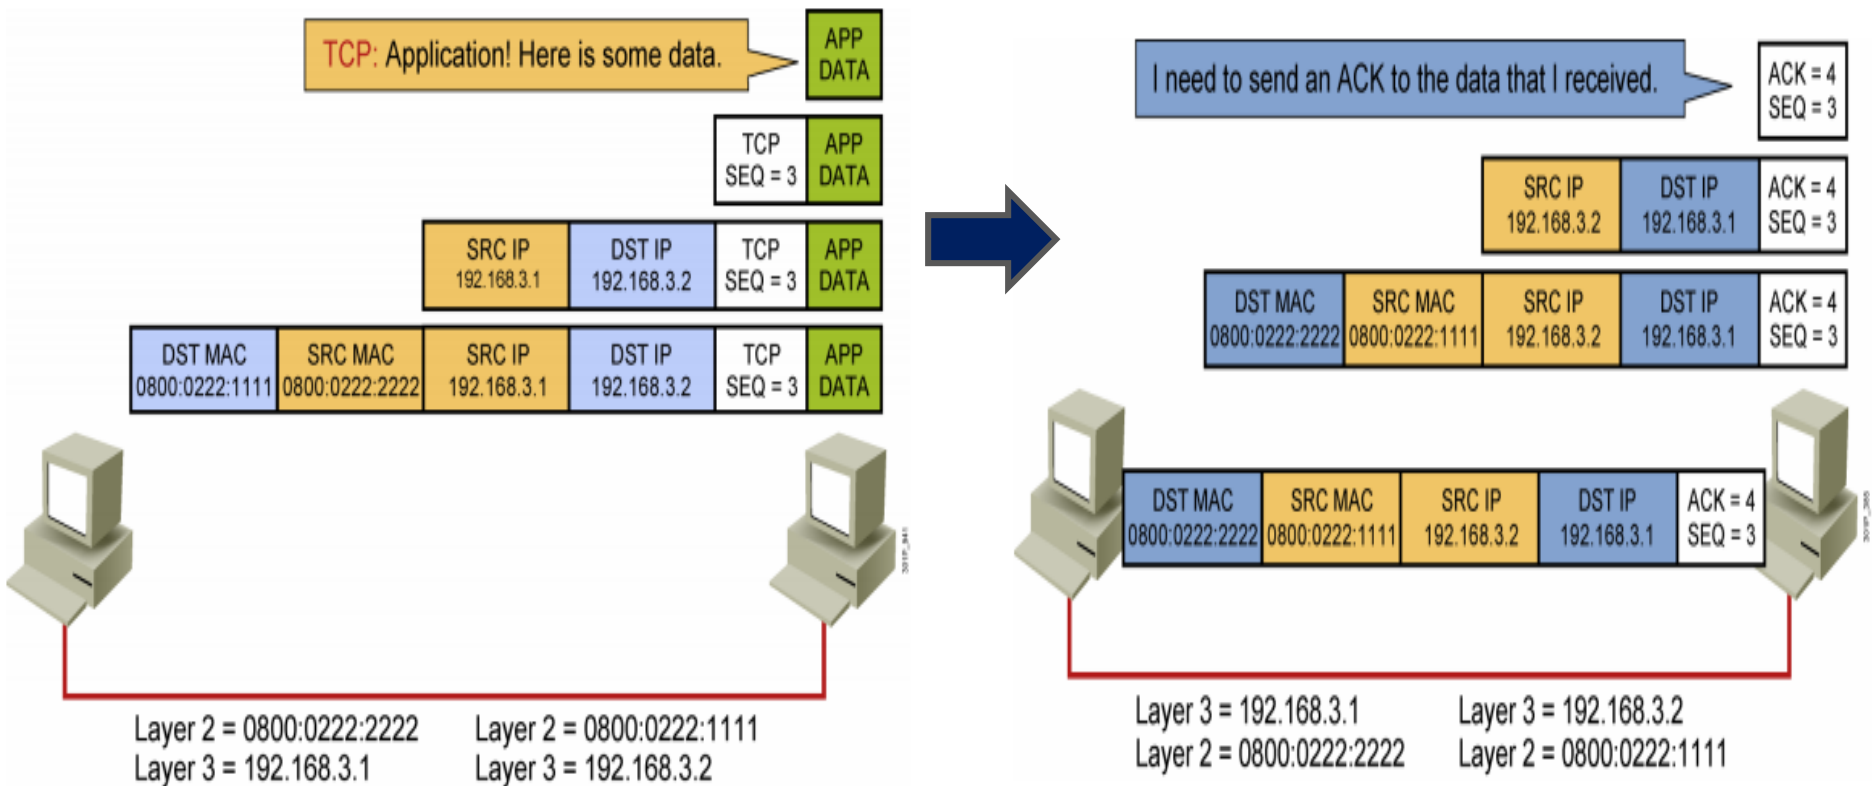 TCP: Application! Here is some data.
APP
DATA
TCP
SEQ = 3
APP
DATA
SRC IP
192.168.3.1
DST IP
192.168.3.2
TCP
SEQ = 3
APP
DATA
DST MAC
0800:0222:1111
SRC MAC
0800:0222:2222
SRC IP
192.168.3.1
DST IP
192.168.3.2
TCP
SEQ = 3
APP
DATA
Layer 2 = 0800:0222:2222
Layer 3 = 192.168.3.1
Layer 2 = 0800:0222:1111
Layer 3 = 192.168.3.2
I need to send an ACK to the data that I received.
ACK = 4
SEQ = 3
SRC IP
192.168.3.2
DST IP
192.168.3.1
ACK = 4
SEQ = 3
DST MAC
0800:0222:2222
SRC MAC
0800:0222:1111
SRC IP
192.168.3.2
DST IP
192.168.3.1
ACK = 4
SEQ = 3
DST MAC
0800:0222:2222
SRC MAC
0800:0222:1111
SRC IP
192.168.3.2
DST IP
192.168.3.1
ACK = 4
SEQ = 3
Layer 3 = 192.168.3.1
Layer 2 = 0800:0222:2222
Layer 3 = 192.168.3.2
Layer 2 = 0800:0222:1111